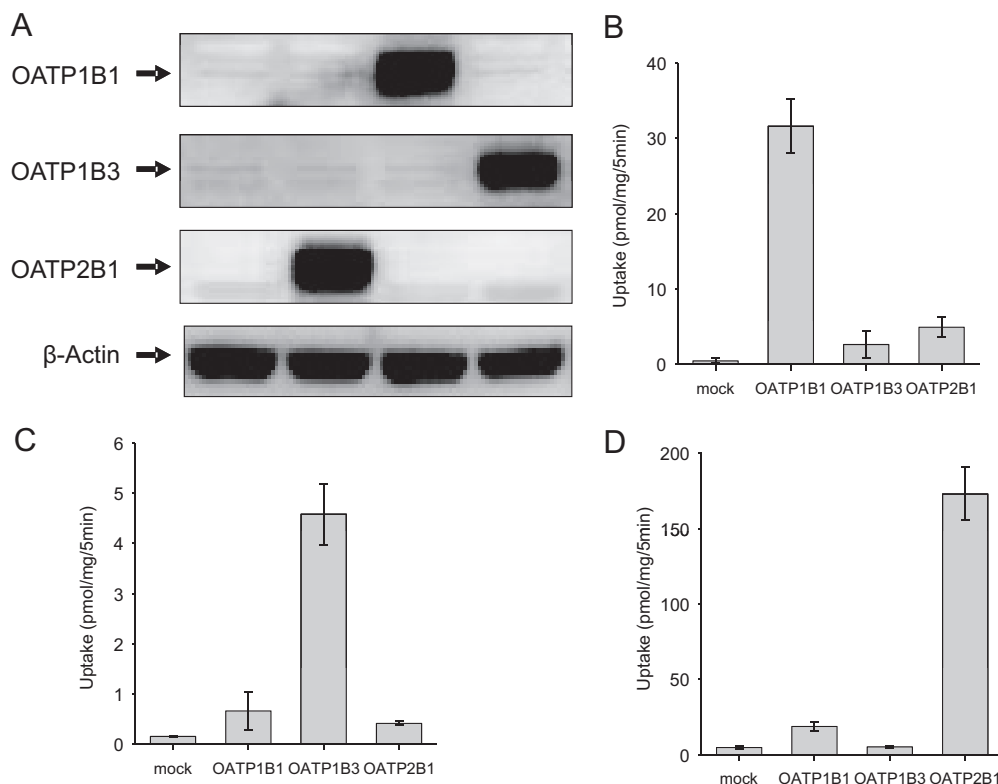 A
OATP1B1
OATP1B3
OATP2B1
β-Actin
B
Uptake (pmol/mg/5min)
40
30
20
10
0
mock OATP1B1 OATP1B3 OATP2B1
C
Uptake (pmol/mg/5min)
6
5
4
3
2
1
0
mock OATP1B1 OATP1B3 OATP2B1
D
Uptake (pmol/mg/5min)
200
150
100
50
0
mock OATP1B1 OATP1B3 OATP2B1